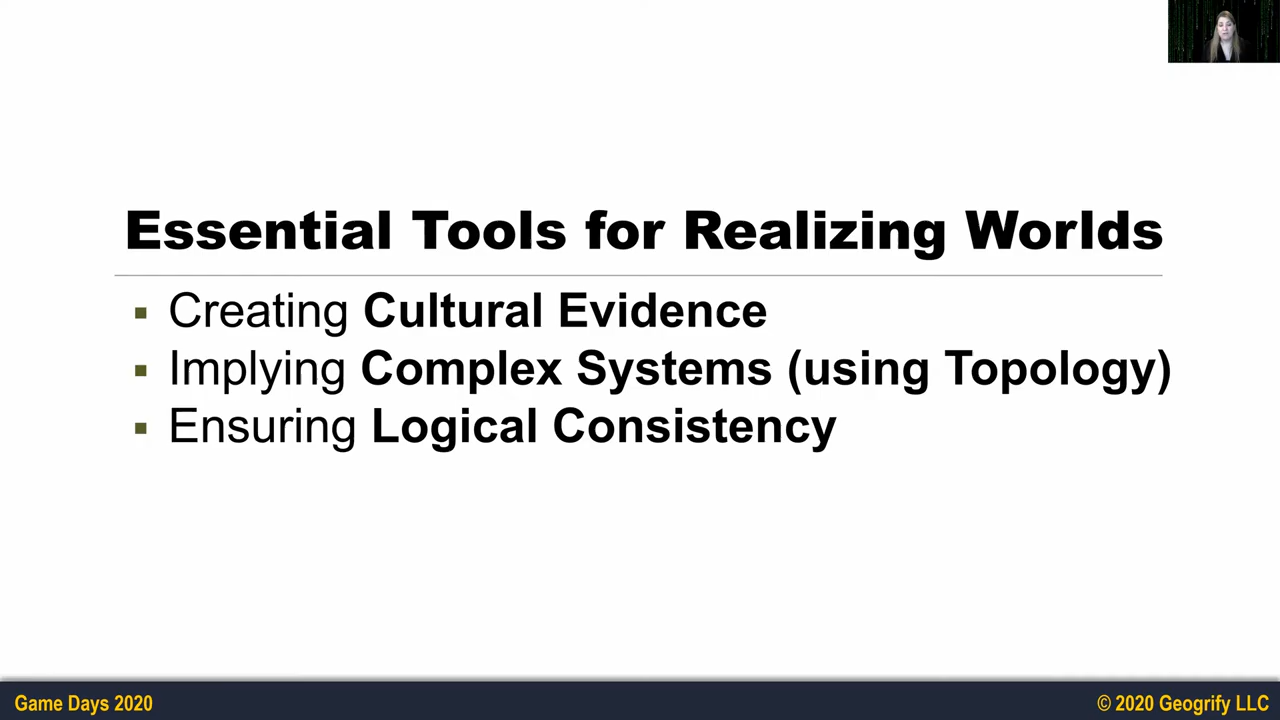 Essential Tools for Realizing Worlds
▪ Creating Cultural Evidence
▪ Implying Complex Systems (using Topology)
▪ Ensuring Logical Consistency
Game Days 2020
© 2020 Geogrify LLC